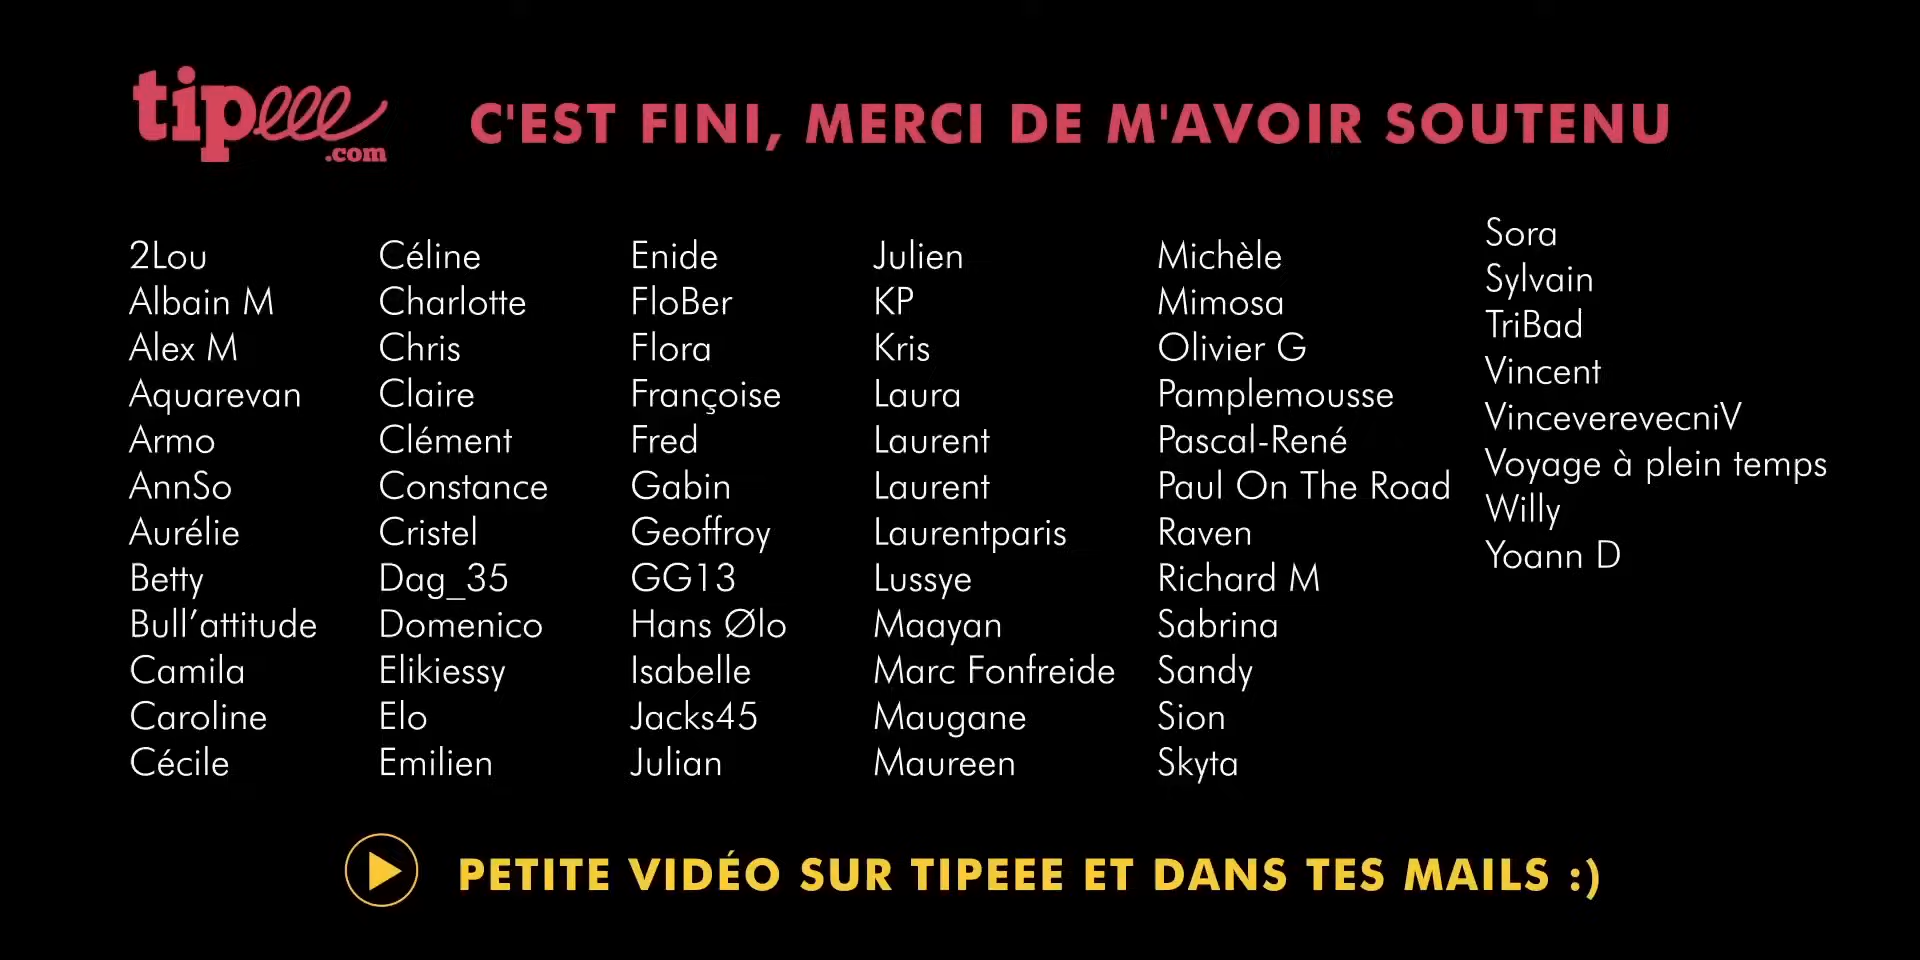 tipeee
.com
C'EST FINI, MERCI DE M'AVOIR SOUTENU
2Lou
Albain M
Alex M
Aquarevan
Armo
AnnSo
Aurélie
Betty
Bull’attitude
Camila
Caroline
Cécile
Céline
Charlotte
Chris
Claire
Clément
Constance
Cristel
Dag_35
Domenico
Elikiessy
Elo
Emilien
Enide
FloBer
Flora
Françoise
Fred
Gabin
Geoffroy
GG13
Hans Ølo
Isabelle
Jacks45
Julian
Julien
KP
Kris
Laura
Laurent
Laurent
Laurentparis
Lussye
Maayan
Marc Fonfreide
Maugane
Maureen
Michèle
Mimosa
Olivier G
Pamplemousse
Pascal-René
Paul On The Road
Raven
Richard M
Sabrina
Sandy
Sion
Skyta
Sora
Sylvain
TriBad
Vincent
VinceverevecniV
Voyage à plein temps
Willy
Yoann D
PETITE VIDÉO SUR TIPEEE ET DANS TES MAILS :)